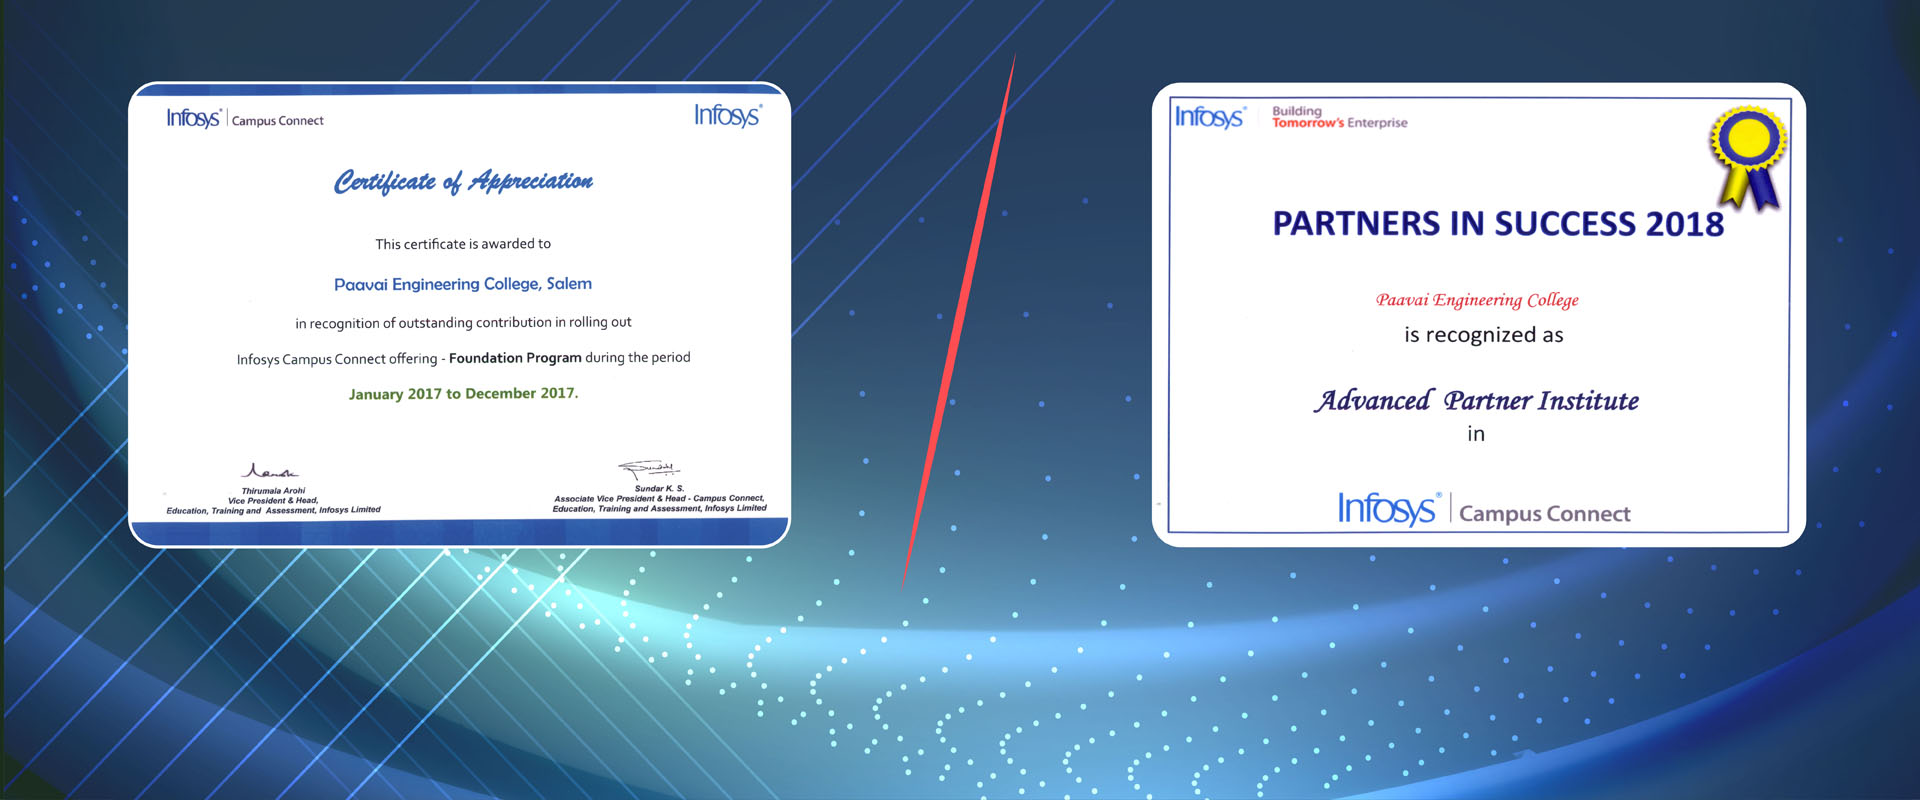 Infosys® | Campus Connect
Infosys®
Certificate of Appreciation
This certificate is awarded to
Paavai Engineering College, Salem
in recognition of outstanding contribution in rolling out
Infosys Campus Connect offering - Foundation Program during the period
January 2017 to December 2017.
Thirumala Arohi
Vice President & Head,
Education, Training and Assessment, Infosys Limited
Sundar K. S.
Associate Vice President & Head - Campus Connect,
Education, Training and Assessment, Infosys Limited
Infosys®
Building
Tomorrow's Enterprise
PARTNERS IN SUCCESS 2018
Paavai Engineering College
is recognized as
Advanced Partner Institute
in
Infosys® | Campus Connect